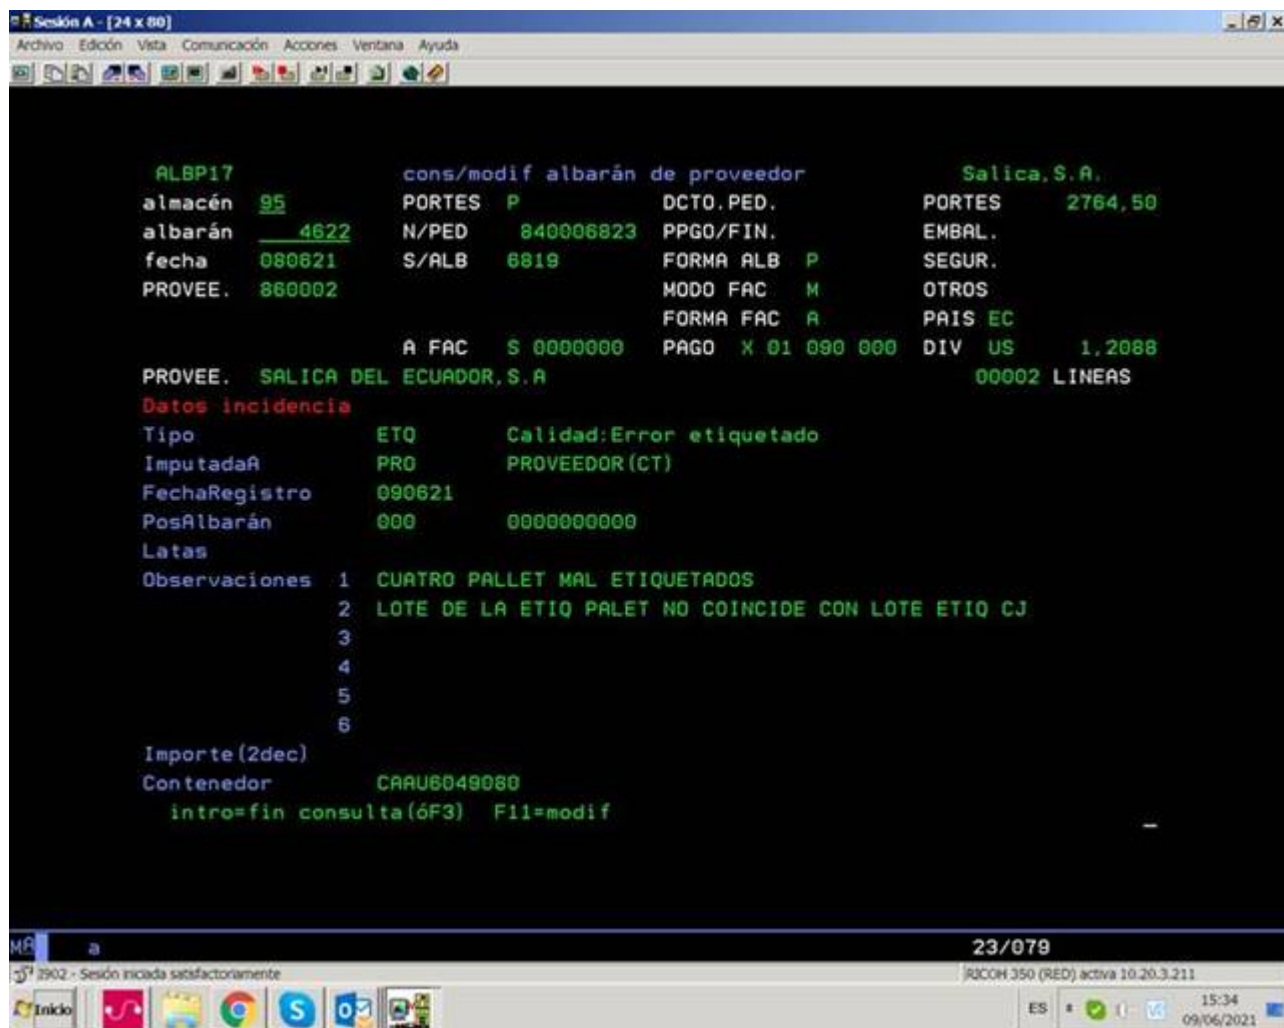 Sesión A - [24 x 80]
Archivo Edición Vista Comunicación Acciones Ventana Ayuda
ALBP17 cons/modif albarán de proveedor Salica,S.A.
almacén 95 PORTES P DCTO.PED. PORTES 2764,50
albarán 4622 N/PED 840006823 PPGO/FIN. EMBAL.
fecha 080621 S/ALB 6819 FORMA ALB P SEGUR.
PROVEE. 860002 MODO FAC M OTROS
FORMA FAC A PAIS EC
A FAC S 0000000 PAGO X 01 090 000 DIV US 1,2088
PROVEE. SALICA DEL ECUADOR,S.A 00002 LINEAS
Datos incidencia
Tipo ETQ Calidad:Error etiquetado
ImputadaA PRO PROVEEDOR(CT)
FechaRegistro 090621
PosAlbarán 000 0000000000
Latas
Observaciones 1 CUATRO PALLET MAL ETIQUETADOS
2 LOTE DE LA ETIQ PALET NO COINCIDE CON LOTE ETIQ CJ
3
4
5
6
Importe(2dec)
Contenedor CAAU6049080
intro=fin consulta(óF3) F11=modif
MA a 23/079
I902 - Sesión iniciada satisfactoriamente RICOH 350 (RED) activa 10.20.3.211
Inicio ES 15:34
09/06/2021